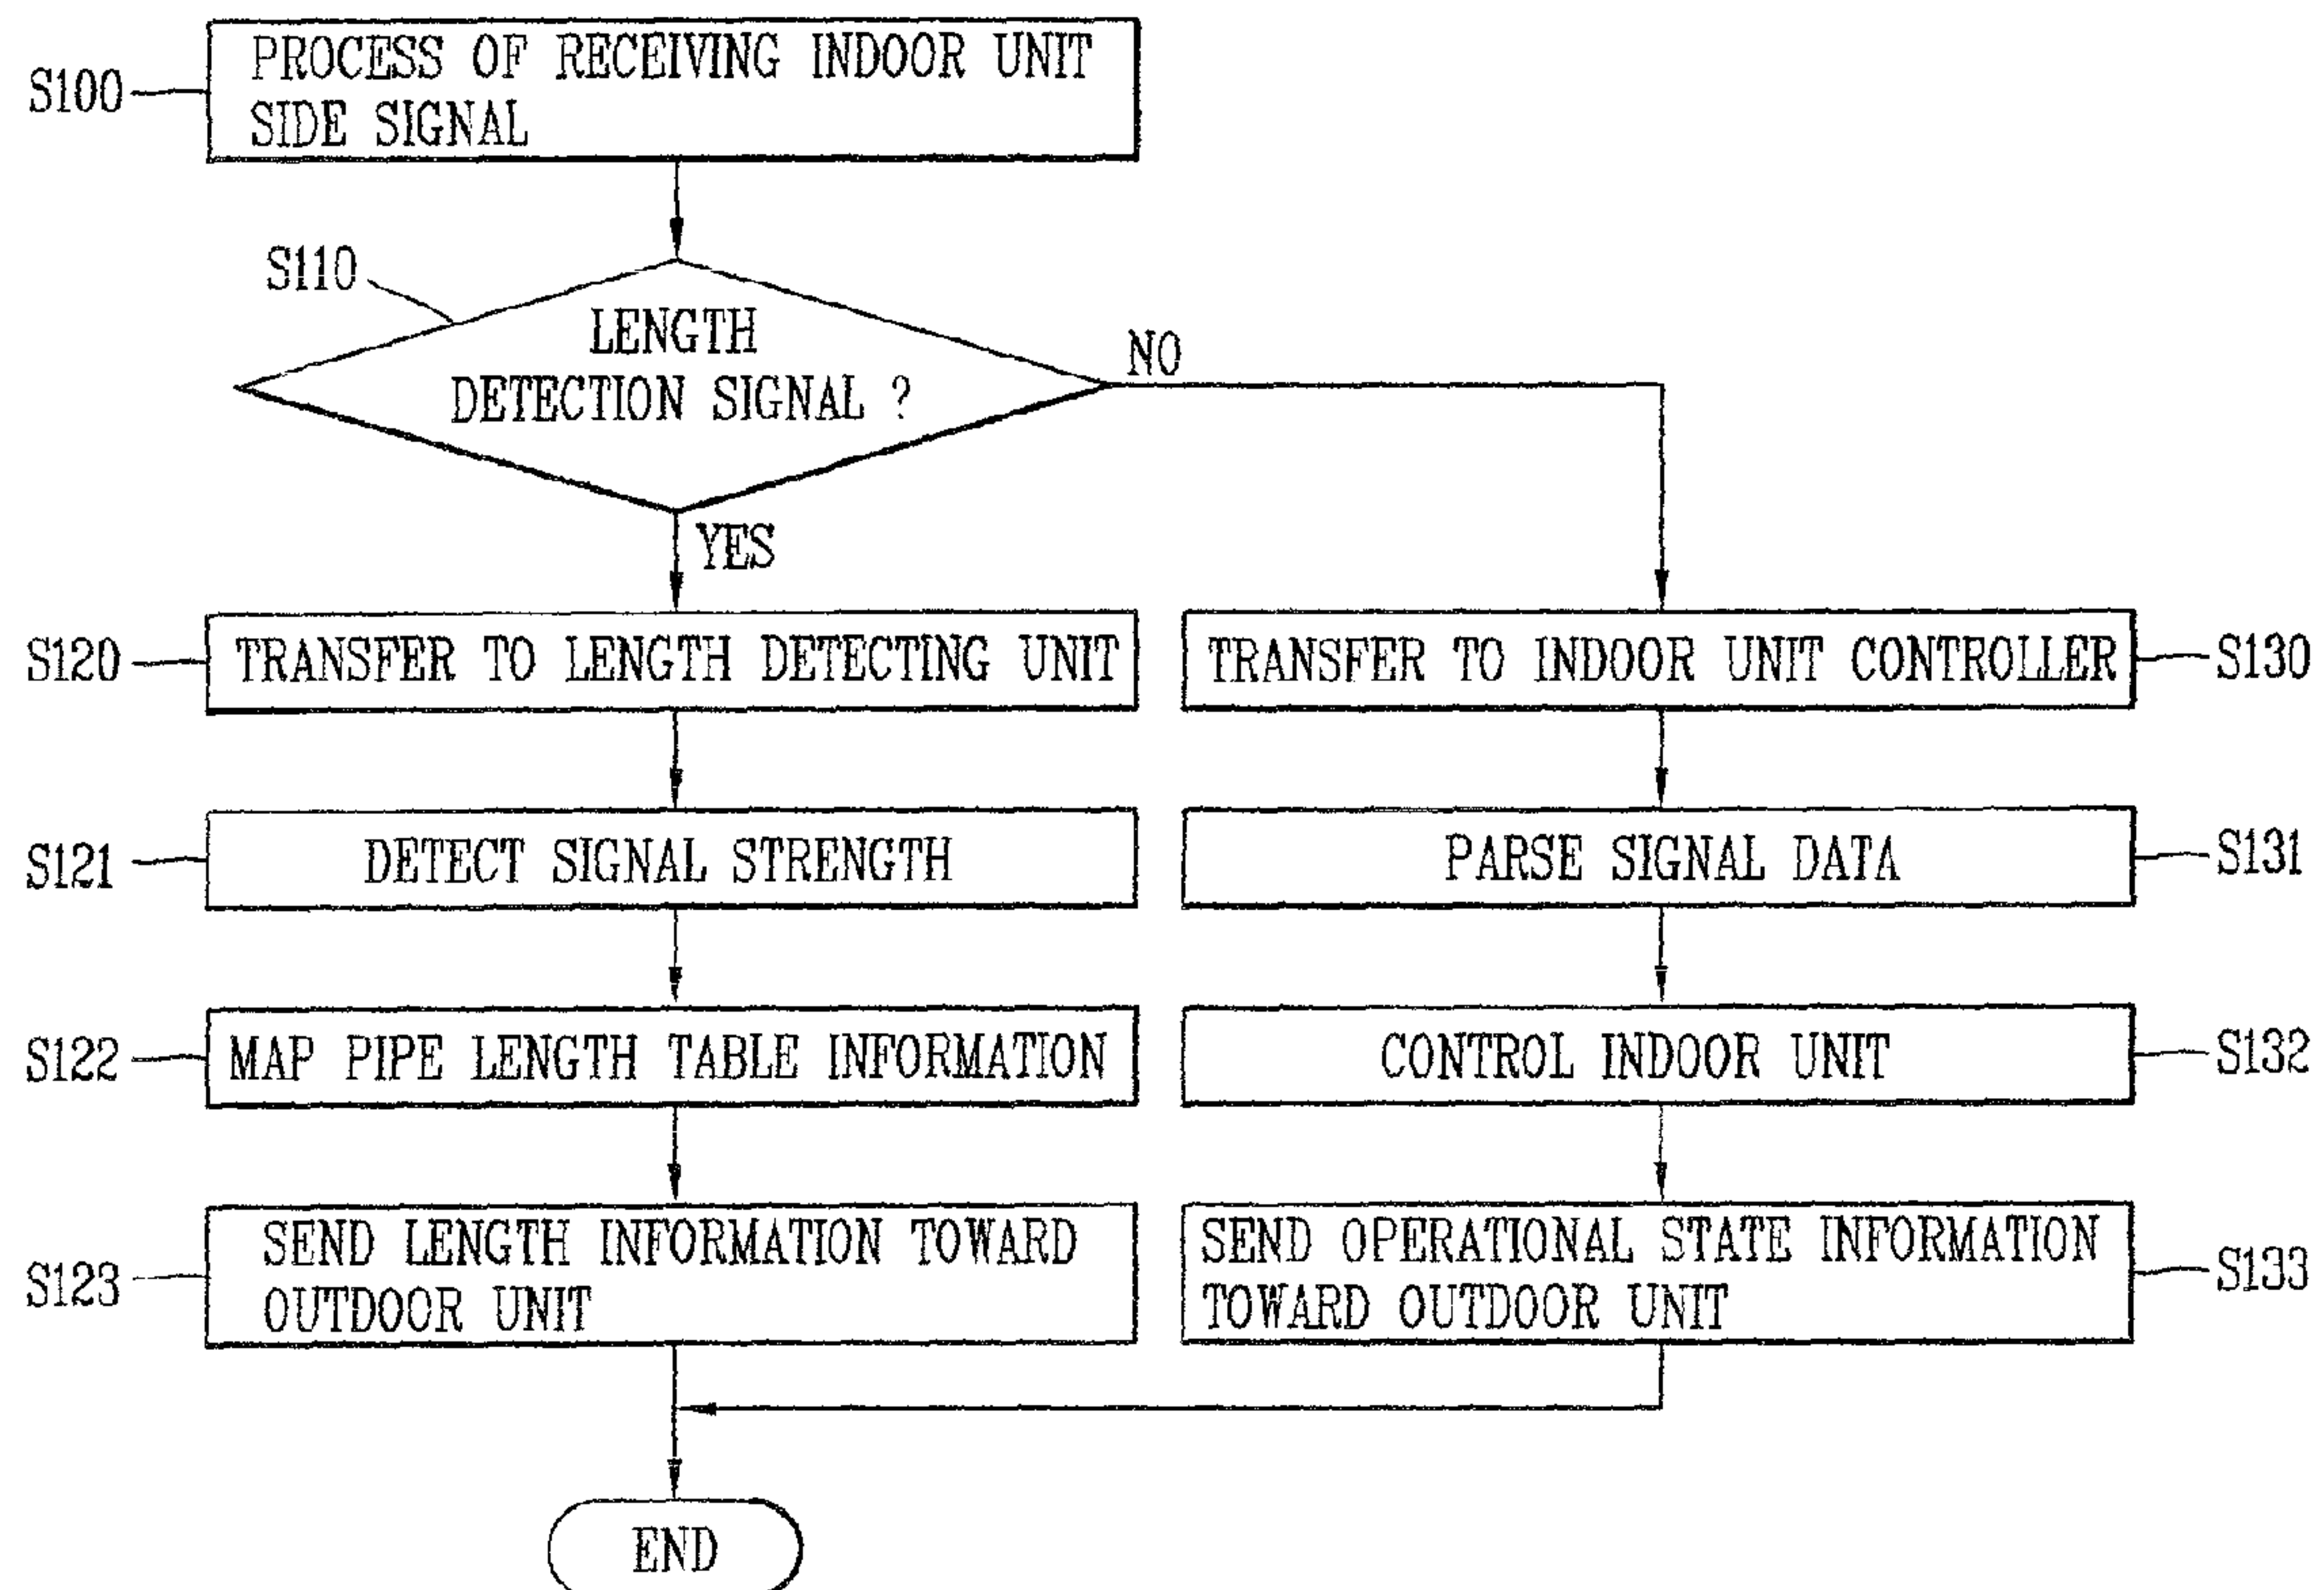 S100
PROCESS OF RECEIVING INDOOR UNIT
SIDE SIGNAL
S110
LENGTH
DETECTION SIGNAL ?
NO
YES
S120
TRANSFER TO LENGTH DETECTING UNIT
TRANSFER TO INDOOR UNIT CONTROLLER
S130
S121
DETECT SIGNAL STRENGTH
PARSE SIGNAL DATA
S131
S122
MAP PIPE LENGTH TABLE INFORMATION
CONTROL INDOOR UNIT
S132
S123
SEND LENGTH INFORMATION TOWARD
OUTDOOR UNIT
SEND OPERATIONAL STATE INFORMATION
TOWARD OUTDOOR UNIT
S133
END